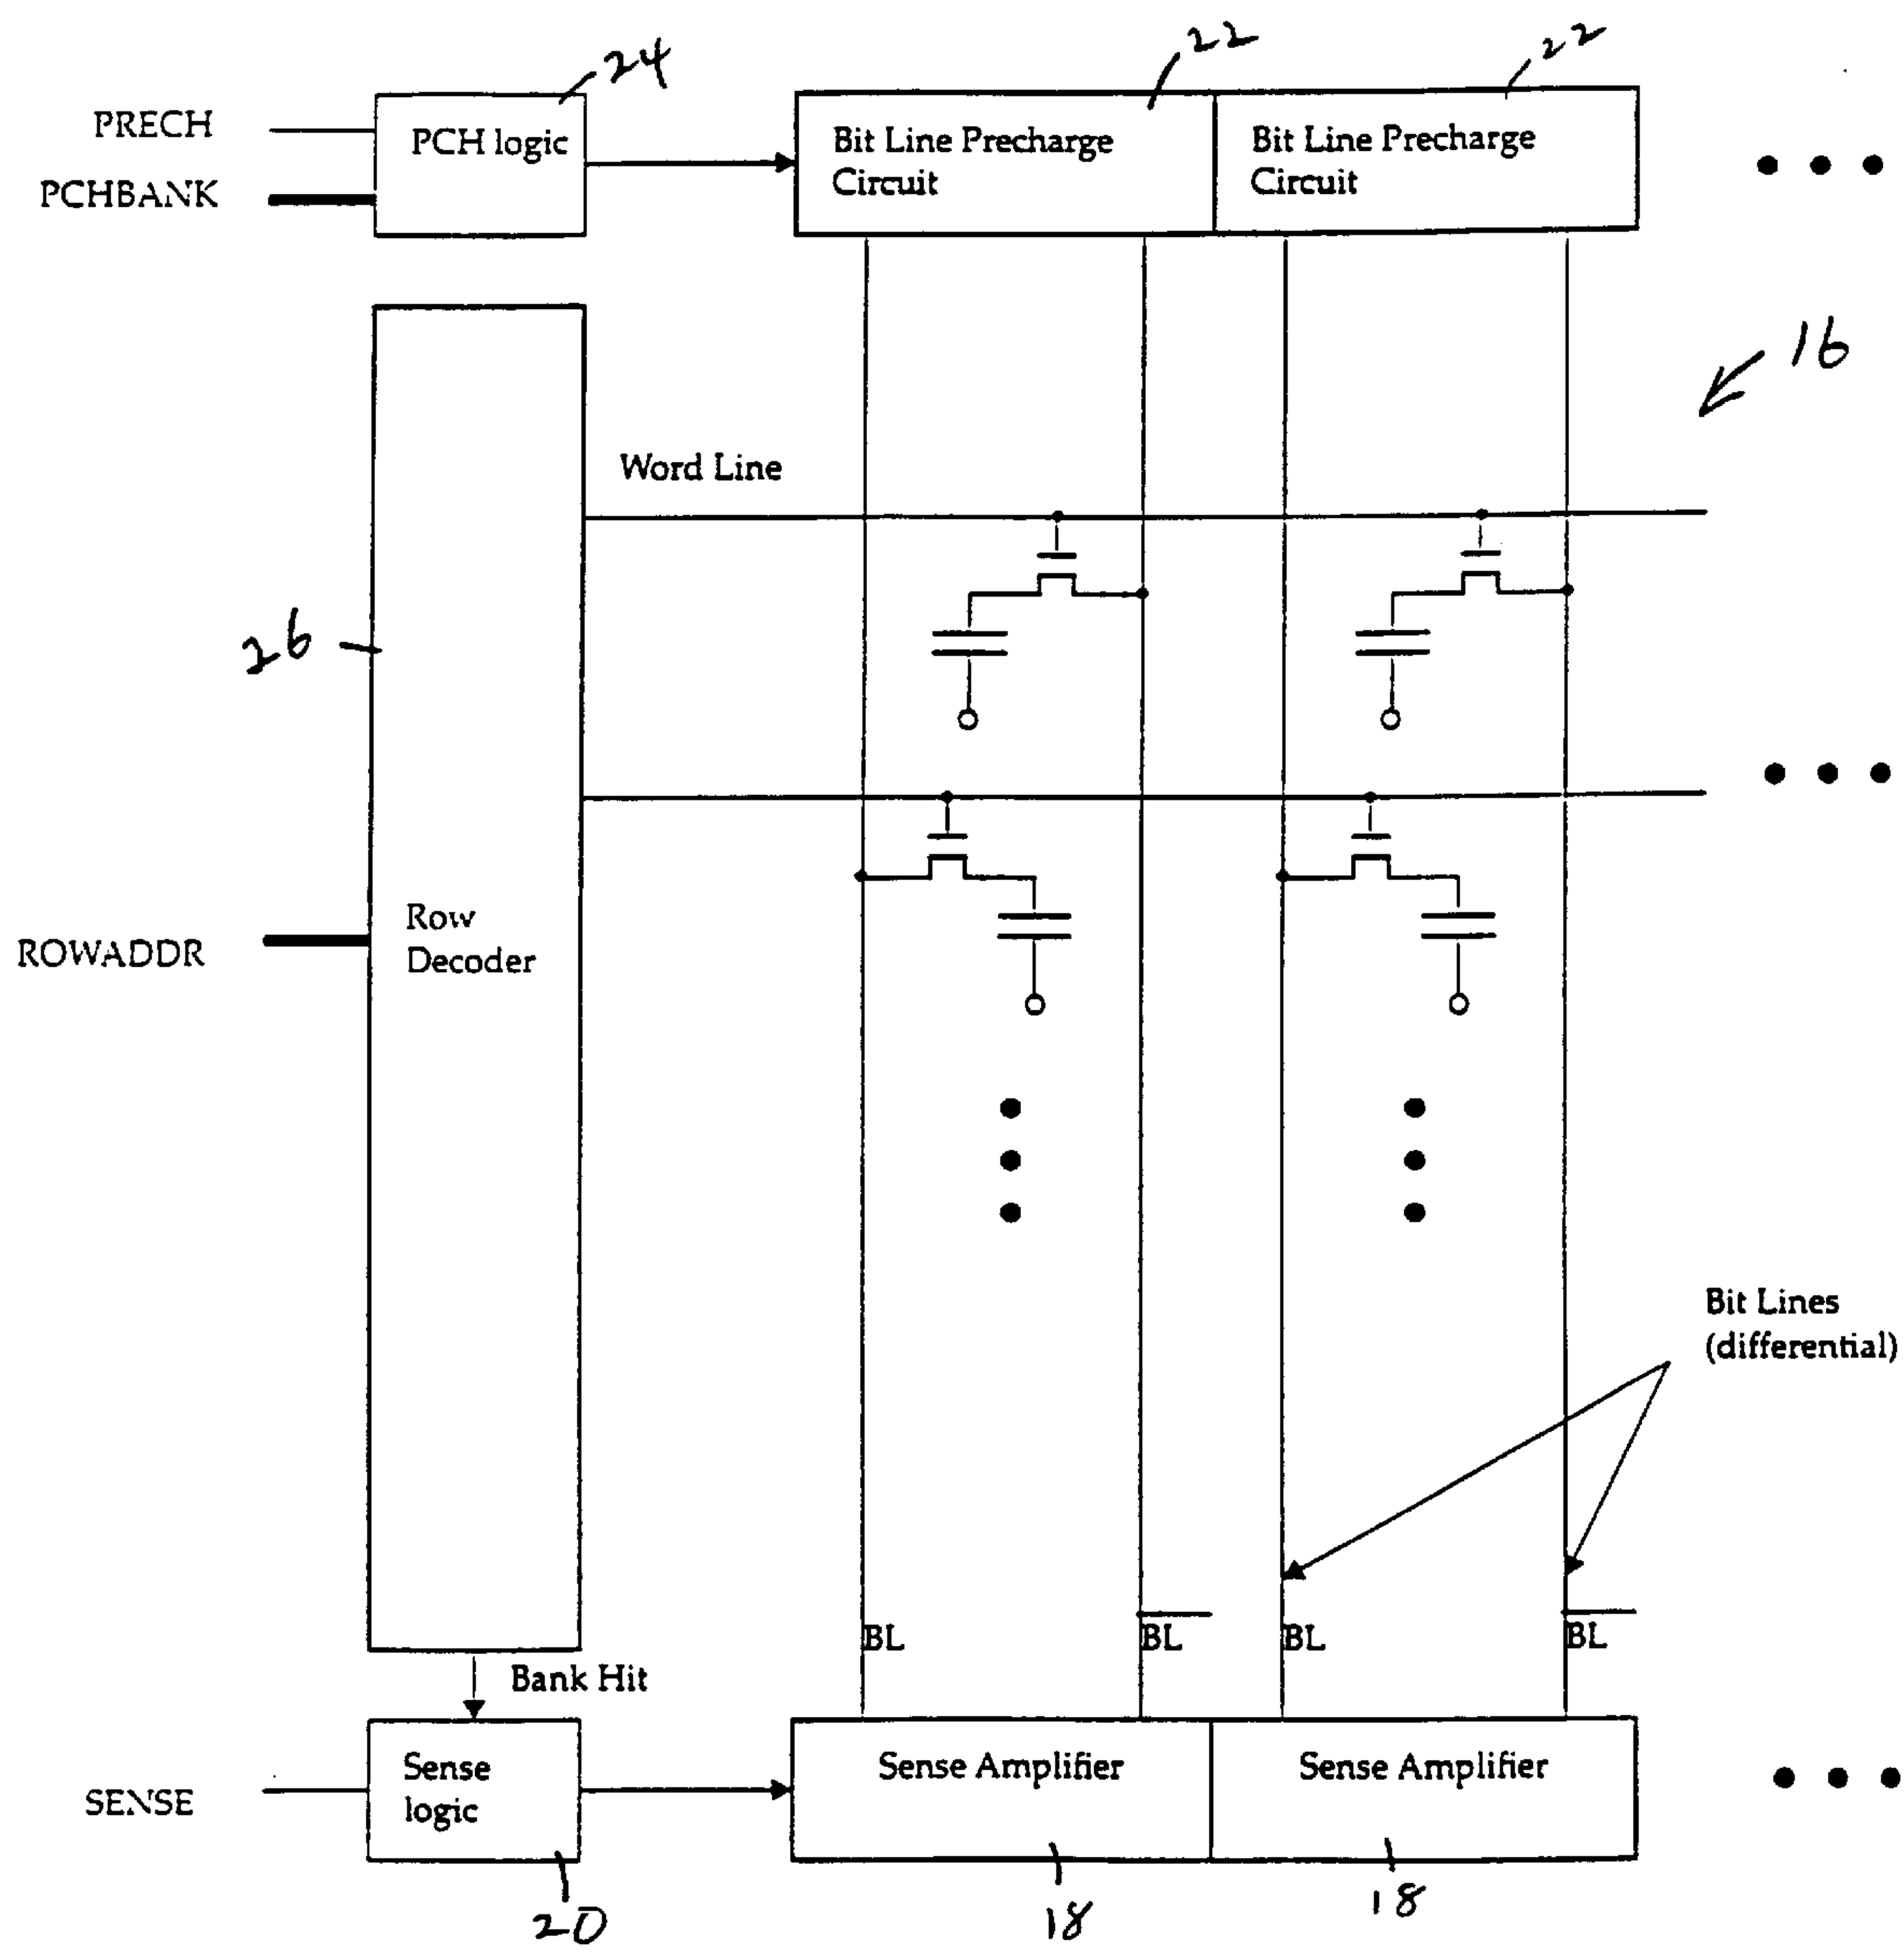 24
22
22
PRECH
PCHBANK
PCH logic
Bit Line Precharge
Circuit
Bit Line Precharge
Circuit
16
Word Line
26
ROWADDR
Row
Decoder
Bit Lines
(differential)
BL
B̅L̅
BL
B̅L̅
Bank Hit
SENSE
Sense
logic
Sense Amplifier
Sense Amplifier
20
18
18